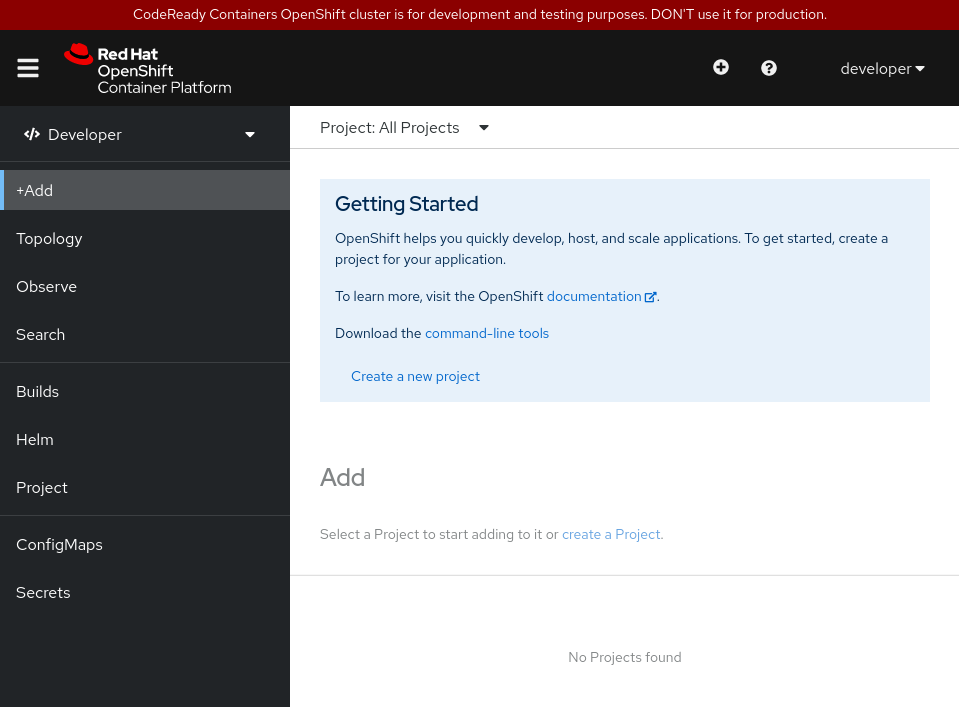 CodeReady Containers OpenShift cluster is for development and testing purposes. DON'T use it for production.
Red Hat
OpenShift
Container Platform
developer
Developer
Project: All Projects
+Add
Topology
Observe
Search
Builds
Helm
Project
ConfigMaps
Secrets
Getting Started
OpenShift helps you quickly develop, host, and scale applications. To get started, create a
project for your application.
To learn more, visit the OpenShift documentation.
Download the command-line tools
Create a new project
Add
Select a Project to start adding to it or create a Project.
No Projects found